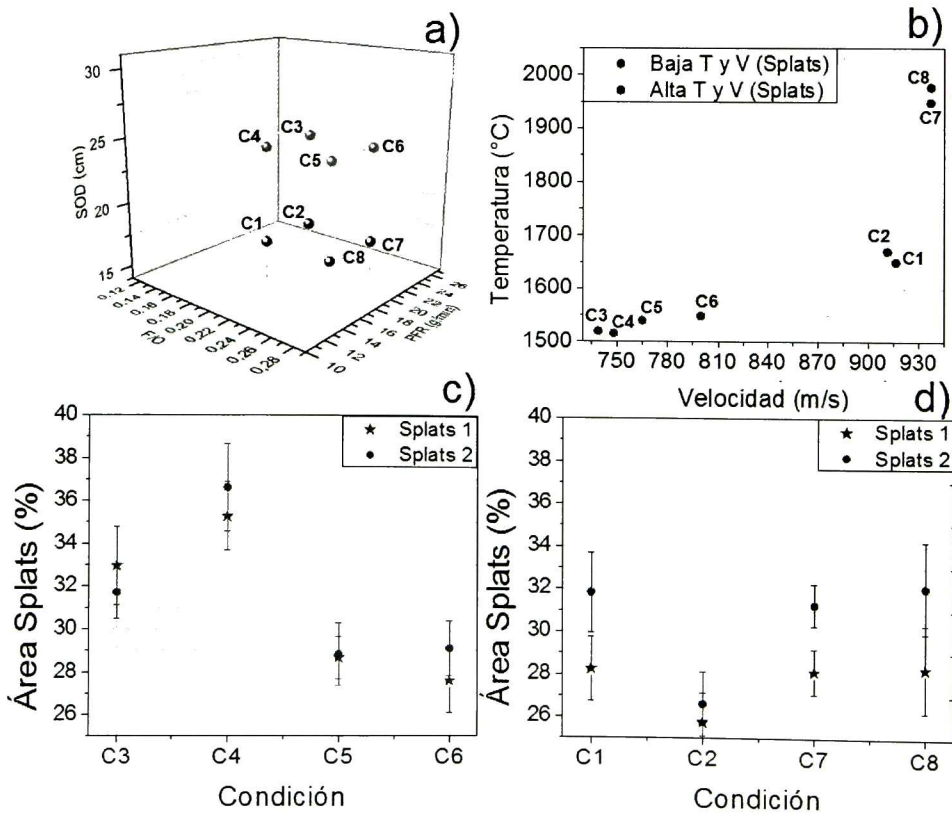 a)
30
25
20
15
SOD (cm)
C3
C4
C5
C6
C2
C1
C7
C8
0,12
0,14
0,16
0,18
0,20
0,22
0,24
0,26
0,28
F/O
10
12
14
16
18
20
22
24
26
PFR (g/min)
b)
Baja T y V (Splats)
Alta T y V (Splats)
2000
1900
1800
1700
1600
1500
Temperatura (°C)
C8
C7
C2
C1
C3
C4
C5
C6
750
780
810
840
870
900
930
Velocidad (m/s)
c)
Splats 1
Splats 2
40
38
36
34
32
30
28
26
Área Splats (%)
C3
C4
C5
C6
Condición
d)
Splats 1
Splats 2
40
38
36
34
32
30
28
26
Área Splats (%)
C1
C2
C7
C8
Condición